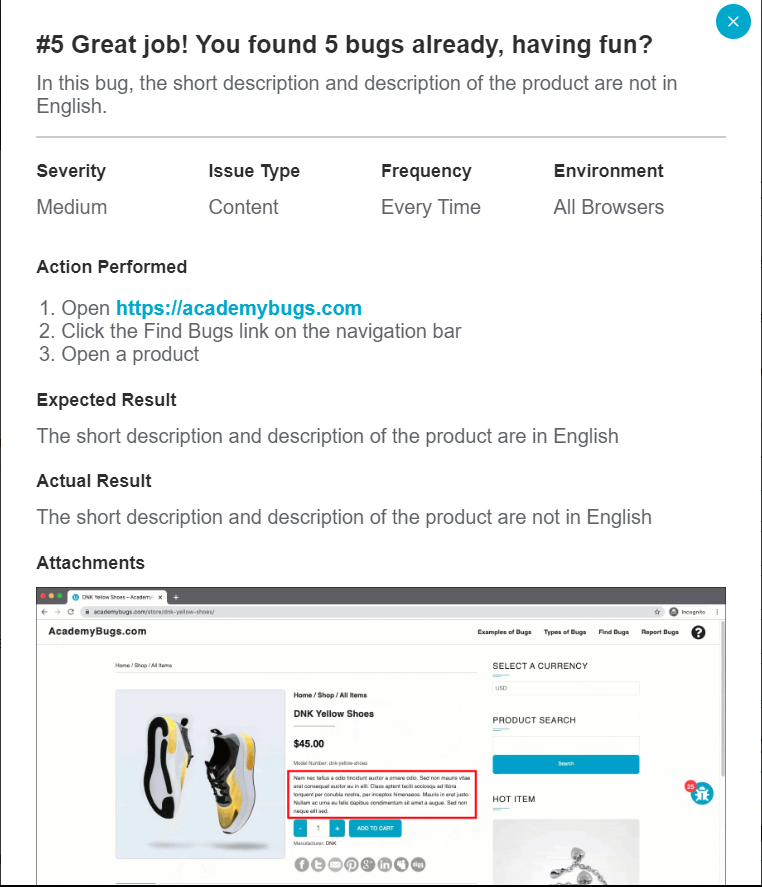 #5 Great job! You found 5 bugs already, having fun?
In this bug, the short description and description of the product are not in
English.
Severity
Issue Type
Frequency
Environment
Medium
Content
Every Time
All Browsers
Action Performed
1. Open https://academybugs.com
2. Click the Find Bugs link on the navigation bar
3. Open a product
Expected Result
The short description and description of the product are in English
Actual Result
The short description and description of the product are not in English
Attachments
DNK Yellow Shoes – Academy
academybugs.com/store/dnk-yellow-shoes/
Incognito
AcademyBugs.com
Examples of Bugs
Types of Bugs
Find Bugs
Report Bugs
?
Home / Shop / All Items
Home / Shop / All Items
DNK Yellow Shoes
$45.00
Model Number: dnk-yellow-shoes
Nam nec tellus a odio tincidunt auctor a ornare odio. Sed non mauris vitae
erat consequat auctor eu in elit. Class aptent taciti sociosqu ad litora
torquent per conubia nostra, per inceptos himenaeos. Mauris in erat justo.
Nullam ac urna eu felis dapibus condimentum sit amet a augue. Sed non
neque elit sed.
- 1 + ADD TO CART
Manufacturer: DNK
SELECT A CURRENCY
USD
PRODUCT SEARCH
Search
25
HOT ITEM